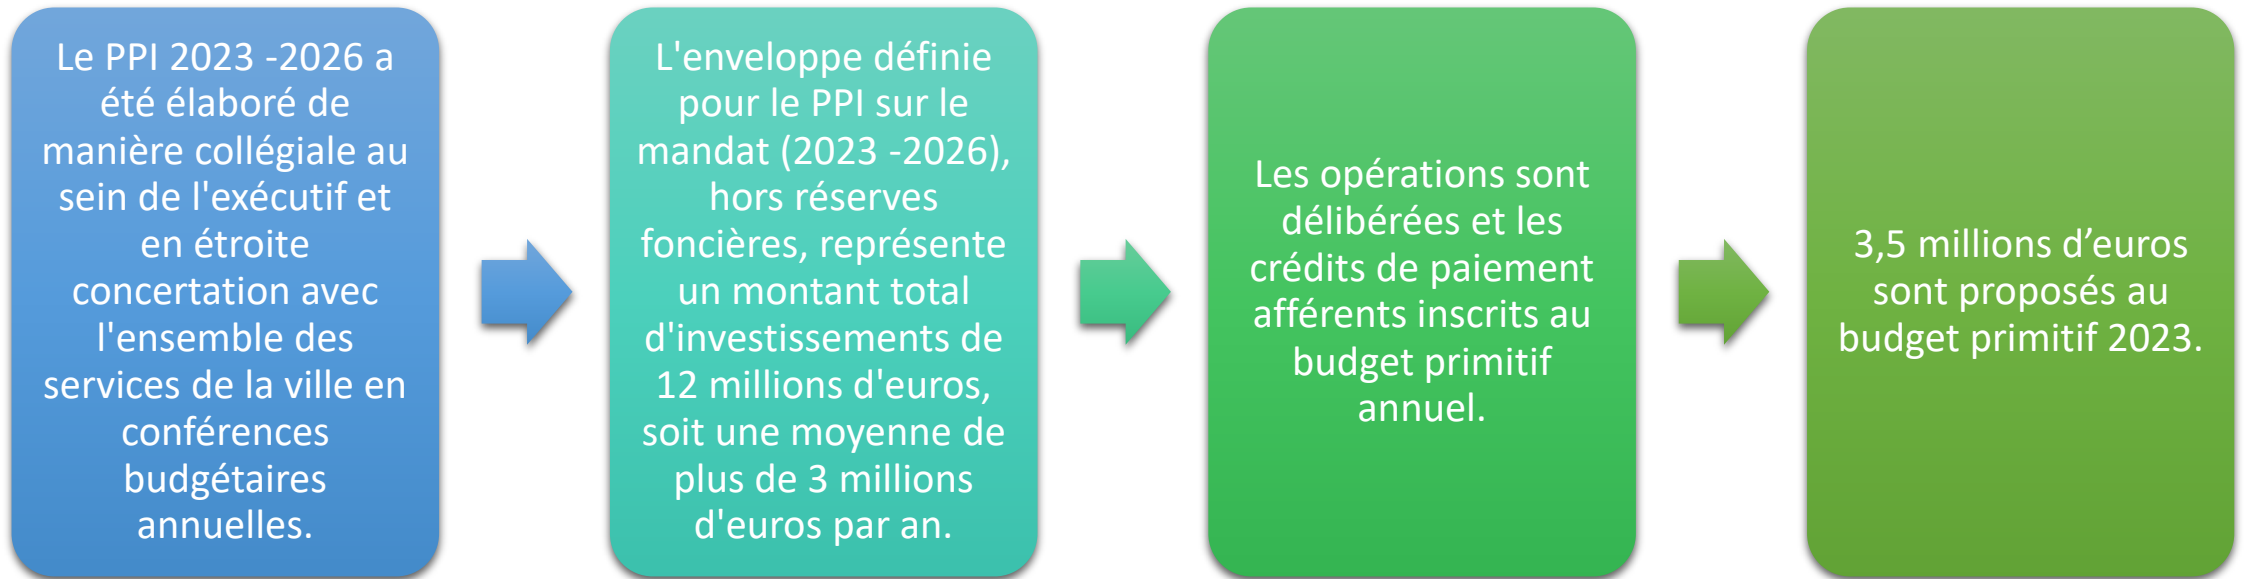 Le PPI 2023 -2026 a
été élaboré de
manière collégiale au
sein de l'exécutif et
en étroite
concertation avec
l'ensemble des
services de la ville en
conférences
budgétaires
annuelles.
L'enveloppe définie
pour le PPI sur le
mandat (2023 -2026),
hors réserves
foncières, représente
un montant total
d'investissements de
12 millions d'euros,
soit une moyenne de
plus de 3 millions
d'euros par an.
Les opérations sont
délibérées et les
crédits de paiement
afférents inscrits au
budget primitif
annuel.
3,5 millions d’euros
sont proposés au
budget primitif 2023.